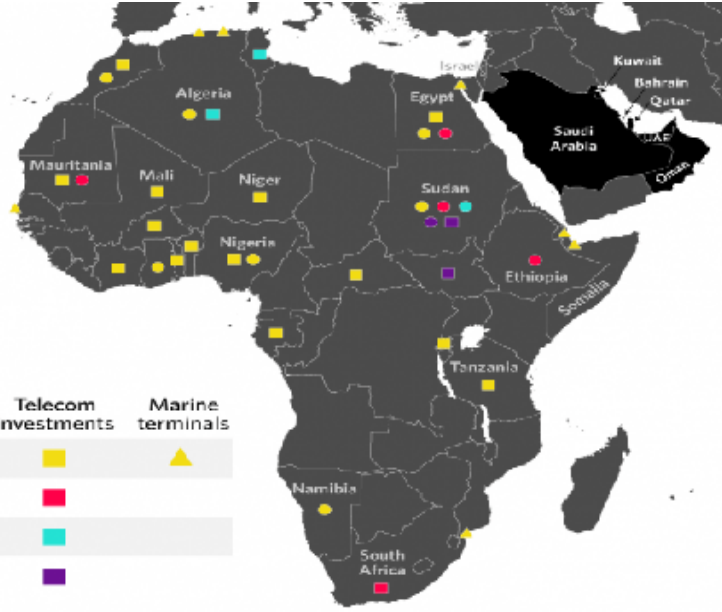 Israel
Kuwait
Bahrain
Qatar
UAE
Saudi
Arabia
Oman
Algeria
Egypt
Mauritania
Mali
Niger
Sudan
Nigeria
Ethiopia
Somalia
Tanzania
Telecom
nvestments
Marine
terminals
Namibia
South
Africa